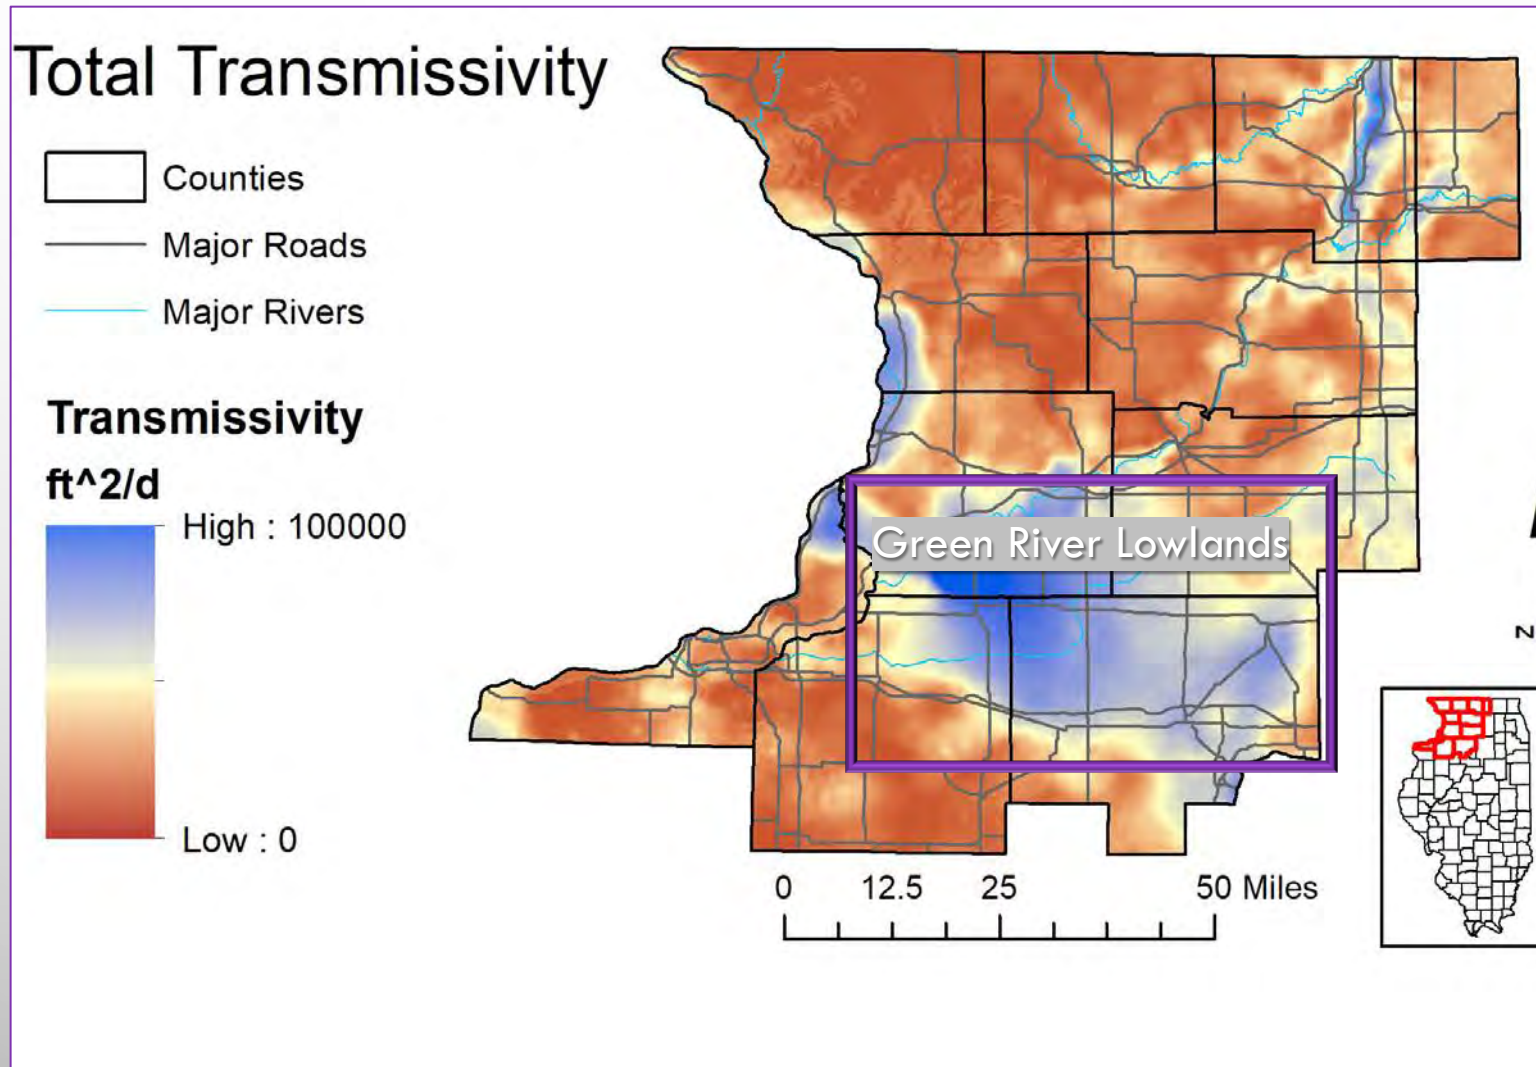 Total Transmissivity
Counties
Major Roads
Major Rivers
Transmissivity
ft^2/d
High : 100000
Low : 0
Green River Lowlands
0 12.5 25 50 Miles
z